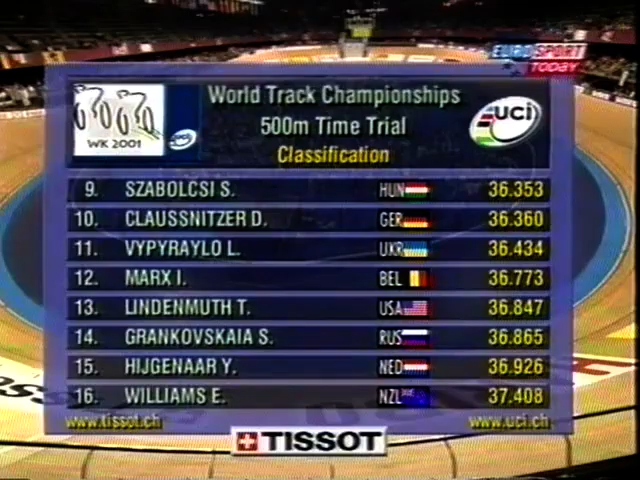 EUROSPORT
TODAY
WK 2001
World Track Championships
500m Time Trial
Classification
UCI
9. SZABOLCSI S. HUN 36.353
10. CLAUSSNITZER D. GER 36.360
11. VYPYRAYLO L. UKR 36.434
12. MARX I. BEL 36.773
13. LINDENMUTH T. USA 36.847
14. GRANKOVSKAIA S. RUS 36.865
15. HIJGENAAR Y. NED 36.926
16. WILLIAMS E. NZL 37.408
www.tissot.ch www.uci.ch
TISSOT